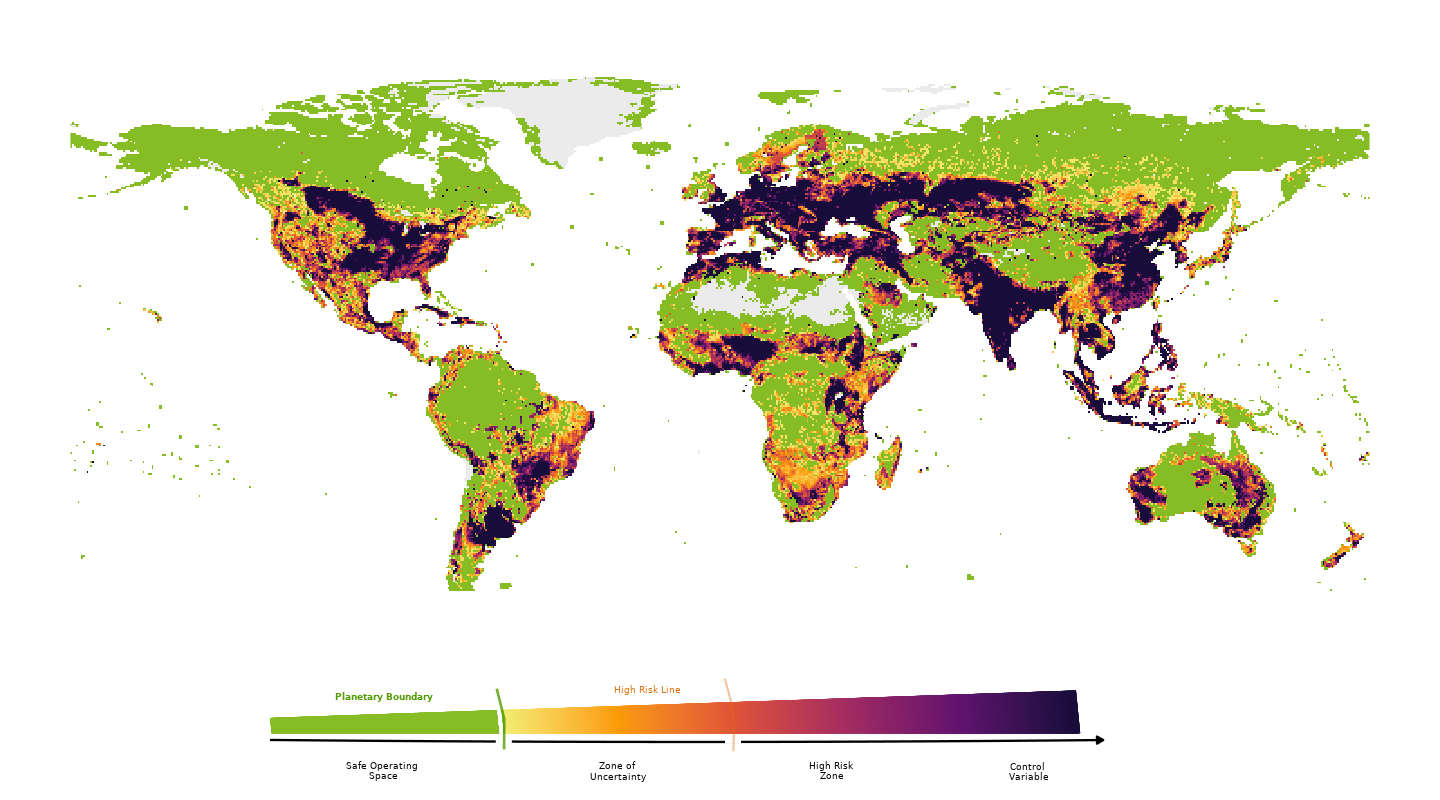 Planetary Boundary
High Risk Line
Safe Operating
Space
Zone of
Uncertainty
High Risk
Zone
Control
Variable